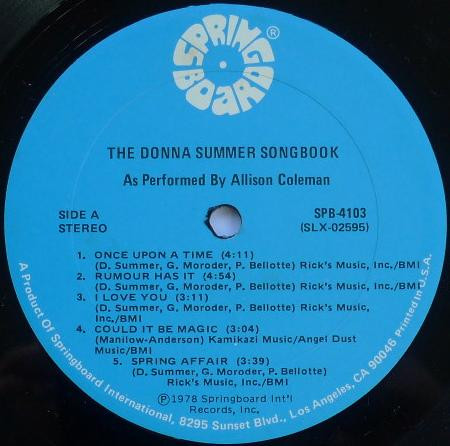 SPRING BOARD ®
THE DONNA SUMMER SONGBOOK
As Performed By Allison Coleman
SIDE A
STEREO
SPB-4103
(SLX-02595)
1. ONCE UPON A TIME (4:11)
(D. Summer, G. Moroder, P. Bellotte) Rick's Music, Inc./BMI
2. RUMOUR HAS IT (4:54)
(D. Summer, G. Moroder, P. Bellotte) Rick's Music, Inc./BMI
3. I LOVE YOU (3:11)
(D. Summer, G. Moroder, P. Bellotte) Rick's Music,
Inc./BMI
4. COULD IT BE MAGIC (3:04)
(Manilow-Anderson) Kamikazi Music/Angel Dust
Music/BMI
5. SPRING AFFAIR (3:39)
(D. Summer, G. Moroder, P. Bellotte)
Rick's Music, Inc./BMI
Ⓟ1978 Springboard Int'l
Records, Inc.
A Product Of Springboard International, 8295 Sunset Blvd., Los Angeles, CA 90046 Printed In U.S.A.